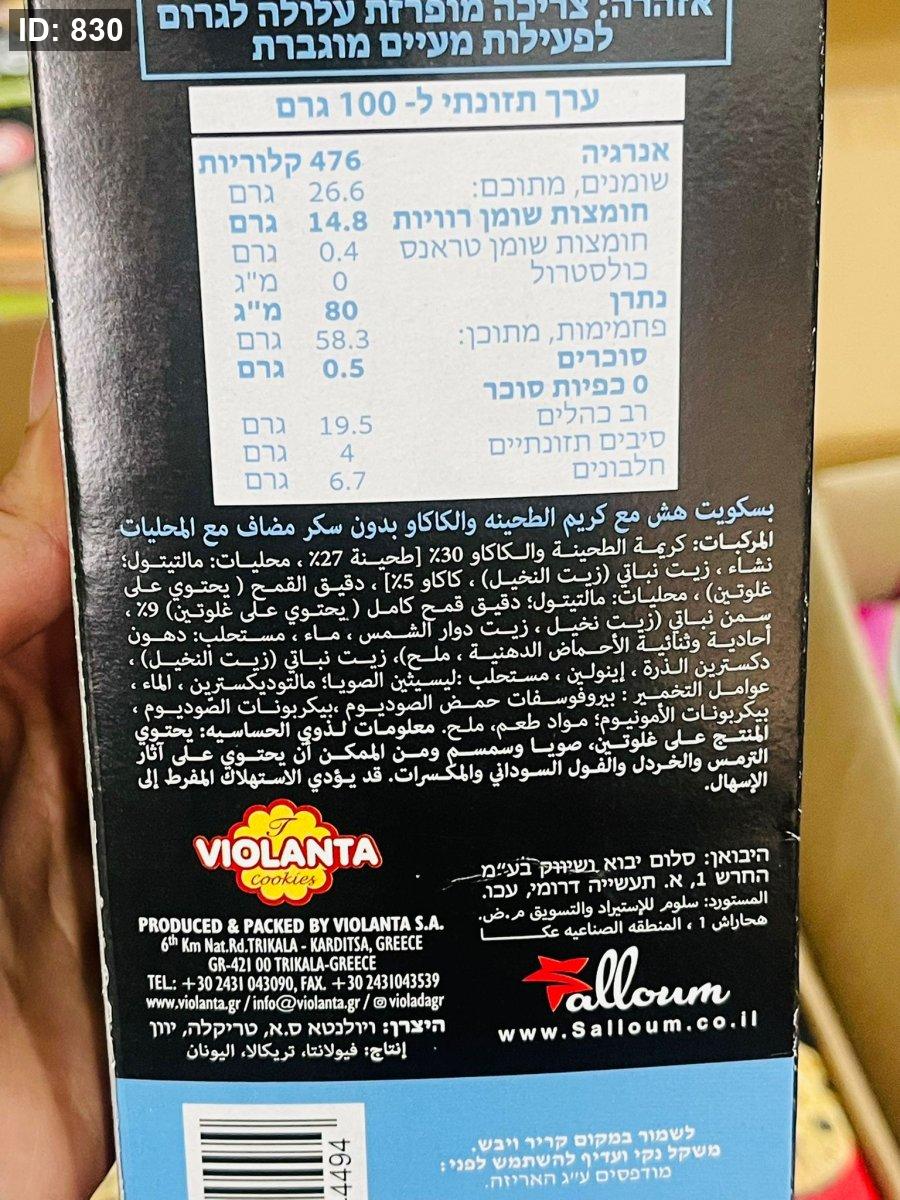 ID: 830
אזהרה: צריכה מופרזת עלולה לגרום
לפעילות מעיים מוגברת
ערך תזונתי ל- 100 גרם
אנרגיה 476 קלוריות
שומנים, מתוכם: 26.6 גרם
חומצות שומן רוויות 14.8 גרם
חומצות שומן טראנס 0.4 גרם
כולסטרול 0 מ"ג
נתרן 80 מ"ג
פחמימות, מתוכן: 58.3 גרם
סוכרים 0.5 גרם
0 כפיות סוכר
רב כהלים 19.5 גרם
סיבים תזונתיים 4 גרם
חלבונים 6.7 גרם
بسكويت هش مع كريم الطحينه والكاكاو بدون سكر مضاف مع المحليات
المركبات: كريمة الطحينة والكاكاو 30٪ [طحينة 27٪ ، محليات: مالتيتول؛
نشاء ، زيت نباتي (زيت النخيل) ، كاكاو 5٪] ، دقيق القمح ( يحتوي على
غلوتين) ، محليات: مالتيتول؛ دقيق قمح كامل ( يحتوي على غلوتين) 9٪ ،
سمن نباتي (زيت نخيل ، زيت دوار الشمس ، ماء ، مستحلب: دهون
أحادية وثنائية الأحماض الدهنية ، ملح)، زيت نباتي (زيت النخيل) ،
دكسترين الذرة ، إينولين ، مستحلب :ليسيثين الصويا؛ مالتوديكسترين ، الماء ،
عوامل التخمير : بيروفوسفات حمض الصوديوم ،بيكربونات الصوديوم ،
بيكربونات الأمونيوم؛ مواد طعم، ملح. معلومات لذوي الحساسيه: يحتوي
المنتج على غلوتين، صويا وسمسم ومن الممكن أن يحتوي على آثار
الترمس والخردل والفول السوداني والمكسرات. قد يؤدي الاستهلاك المفرط إلى
الإسهال.
VIOLANTA
Cookies
PRODUCED & PACKED BY VIOLANTA S.A.
6th Km Nat.Rd.TRIKALA - KARDITSA, GREECE
GR-421 00 TRIKALA-GREECE
TEL.: +30 2431 043090, FAX. +30 2431043539
www.violanta.gr / info@violanta.gr / violadagr
היצרן: ויולנטא ס.א, טריקלה, יוון
إنتاج: فيولانتا، تريكالا، اليونان
היבואן: סלום יבוא ושיווק בע"מ
החרש 1, א. תעשייה דרומי, עכו.
المستورد: سلوم للإستيراد والتسويق م.ض.
هحاراش 1 ، المنطقه الصناعيه عكا
Salloum
www.Salloum.co.il
לשמור במקום קריר ויבש.
משקל נקי ועדיף להשתמש לפני:
מודפסים ע"ג האריזה.
4494